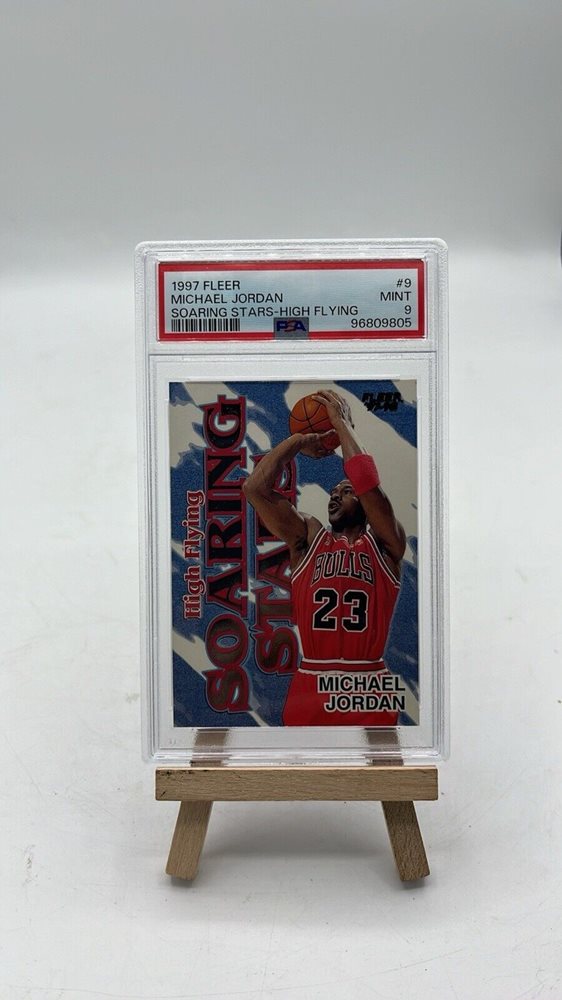 1997 FLEER #9
MICHAEL JORDAN MINT
SOARING STARS-HIGH FLYING 9
PSA 96809805
FLEER
High Flying
SOARING
STARS
BULLS
23
MICHAEL
JORDAN